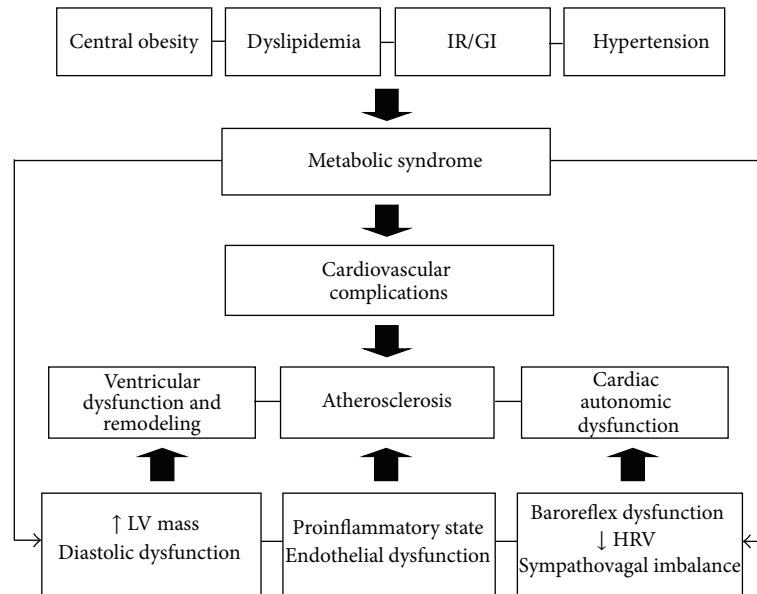 Central obesity
Dyslipidemia
IR/GI
Hypertension
Metabolic syndrome
Cardiovascular
complications
Ventricular
dysfunction and
remodeling
Atherosclerosis
Cardiac
autonomic
dysfunction
↑ LV mass
Diastolic dysfunction
Proinflammatory state
Endothelial dysfunction
Baroreflex dysfunction
↓ HRV
Sympathovagal imbalance